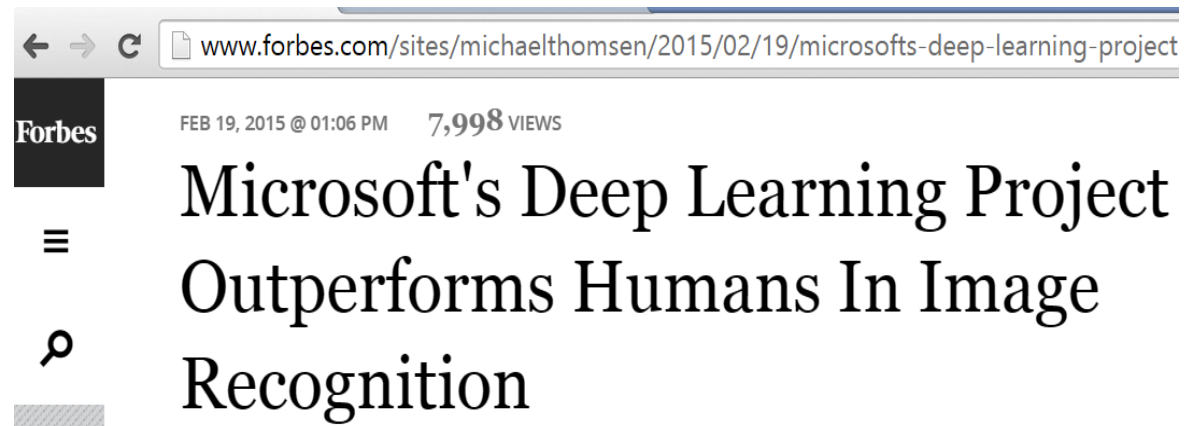 www.forbes.com/sites/michaelthomsen/2015/02/19/microsofts-deep-learning-project
Forbes
FEB 19, 2015 @ 01:06 PM 7,998 VIEWS
Microsoft's Deep Learning Project
Outperforms Humans In Image
Recognition